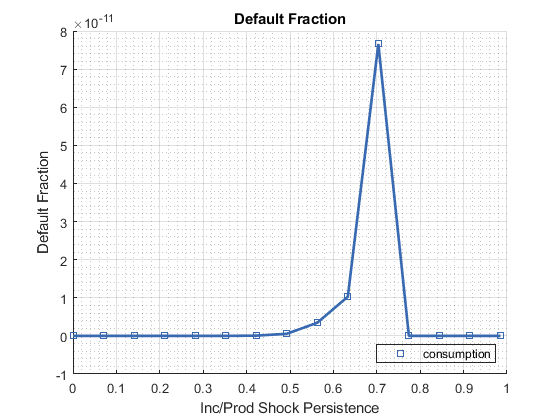 Default Fraction
×10⁻¹¹
8
7
6
5
4
3
2
1
0
-1
Default Fraction
0 0.1 0.2 0.3 0.4 0.5 0.6 0.7 0.8 0.9 1
Inc/Prod Shock Persistence
consumption